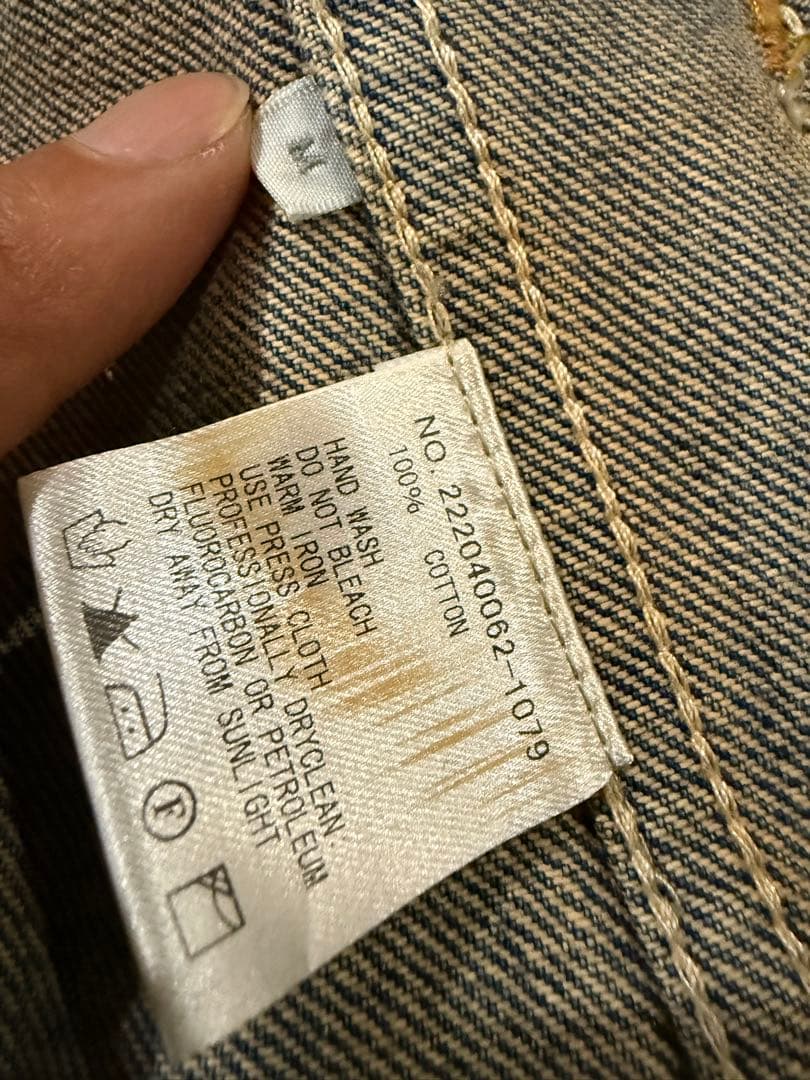 M
NO. 222040062-1079
100% COTTON
HAND WASH
DO NOT BLEACH
WARM IRON
USE PRESS CLOTH
PROFESSIONALLY DRYCLEAN.
FLUOROCARBON OR PETROLEUM
DRY AWAY FROM SUNLIGHT
F